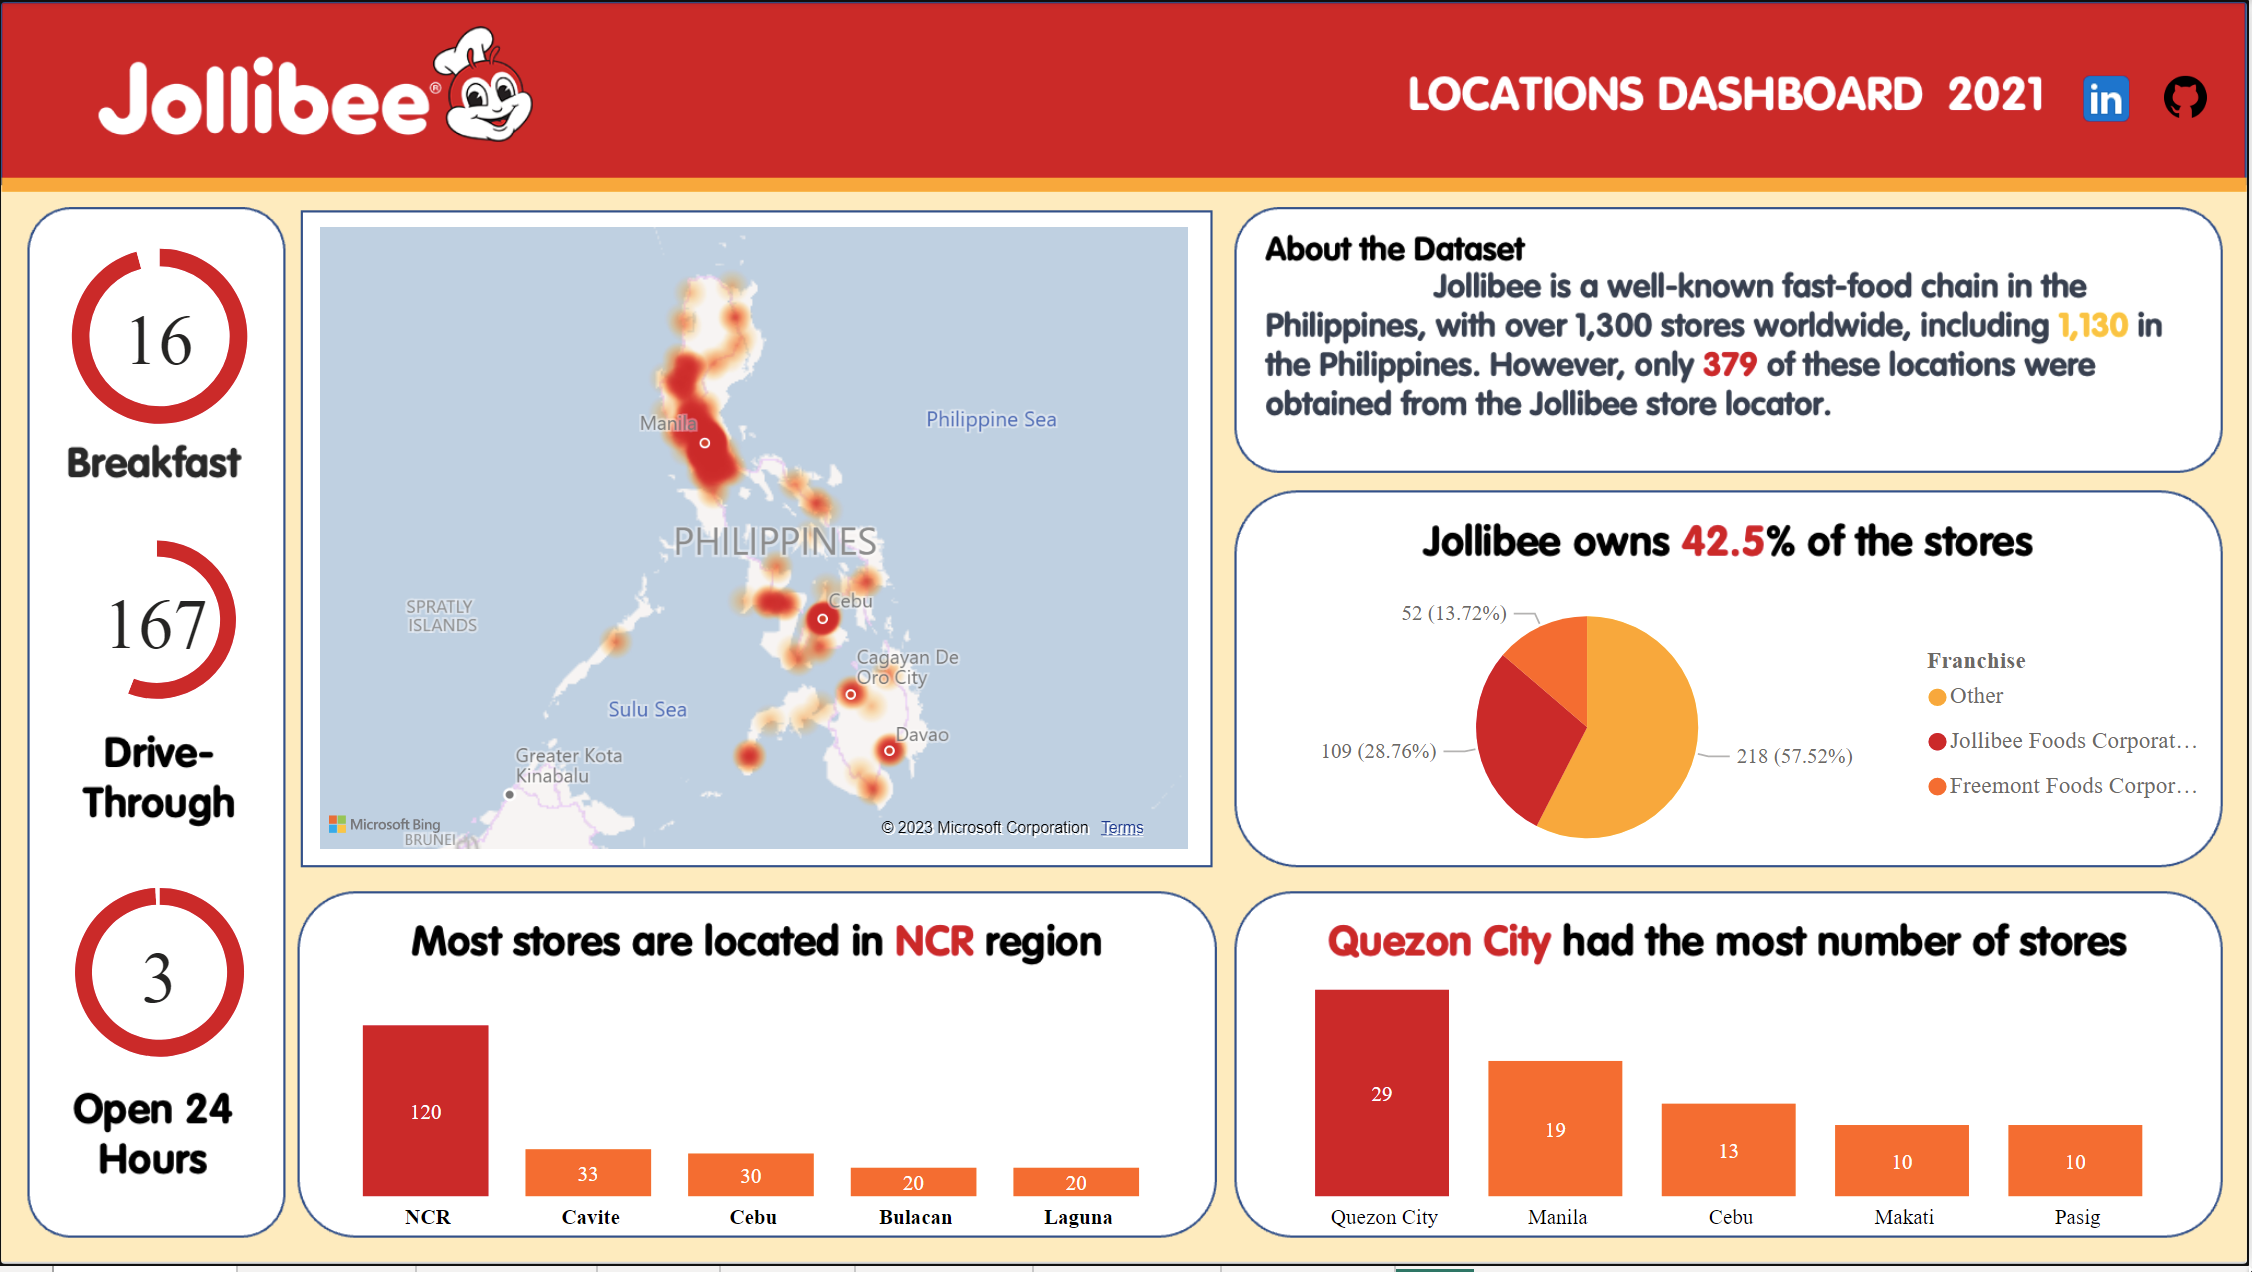 Jollibee®
LOCATIONS DASHBOARD 2021
in
16
Breakfast
167
Drive-
Through
3
Open 24
Hours
Manila
Philippine Sea
PHILIPPINES
SPRATLY
ISLANDS
Cebu
Cagayan De
Oro City
Sulu Sea
Davao
Greater Kota
Kinabalu
Microsoft Bing
BRUNEI
© 2023 Microsoft Corporation Terms
About the Dataset
Jollibee is a well-known fast-food chain in the
Philippines, with over 1,300 stores worldwide, including 1,130 in
the Philippines. However, only 379 of these locations were
obtained from the Jollibee store locator.
Jollibee owns 42.5% of the stores
52 (13.72%)
109 (28.76%)
218 (57.52%)
Franchise
Other
Jollibee Foods Corporat...
Freemont Foods Corpor...
Most stores are located in NCR region
120
33
30
20
20
NCR
Cavite
Cebu
Bulacan
Laguna
Quezon City had the most number of stores
29
19
13
10
10
Quezon City
Manila
Cebu
Makati
Pasig